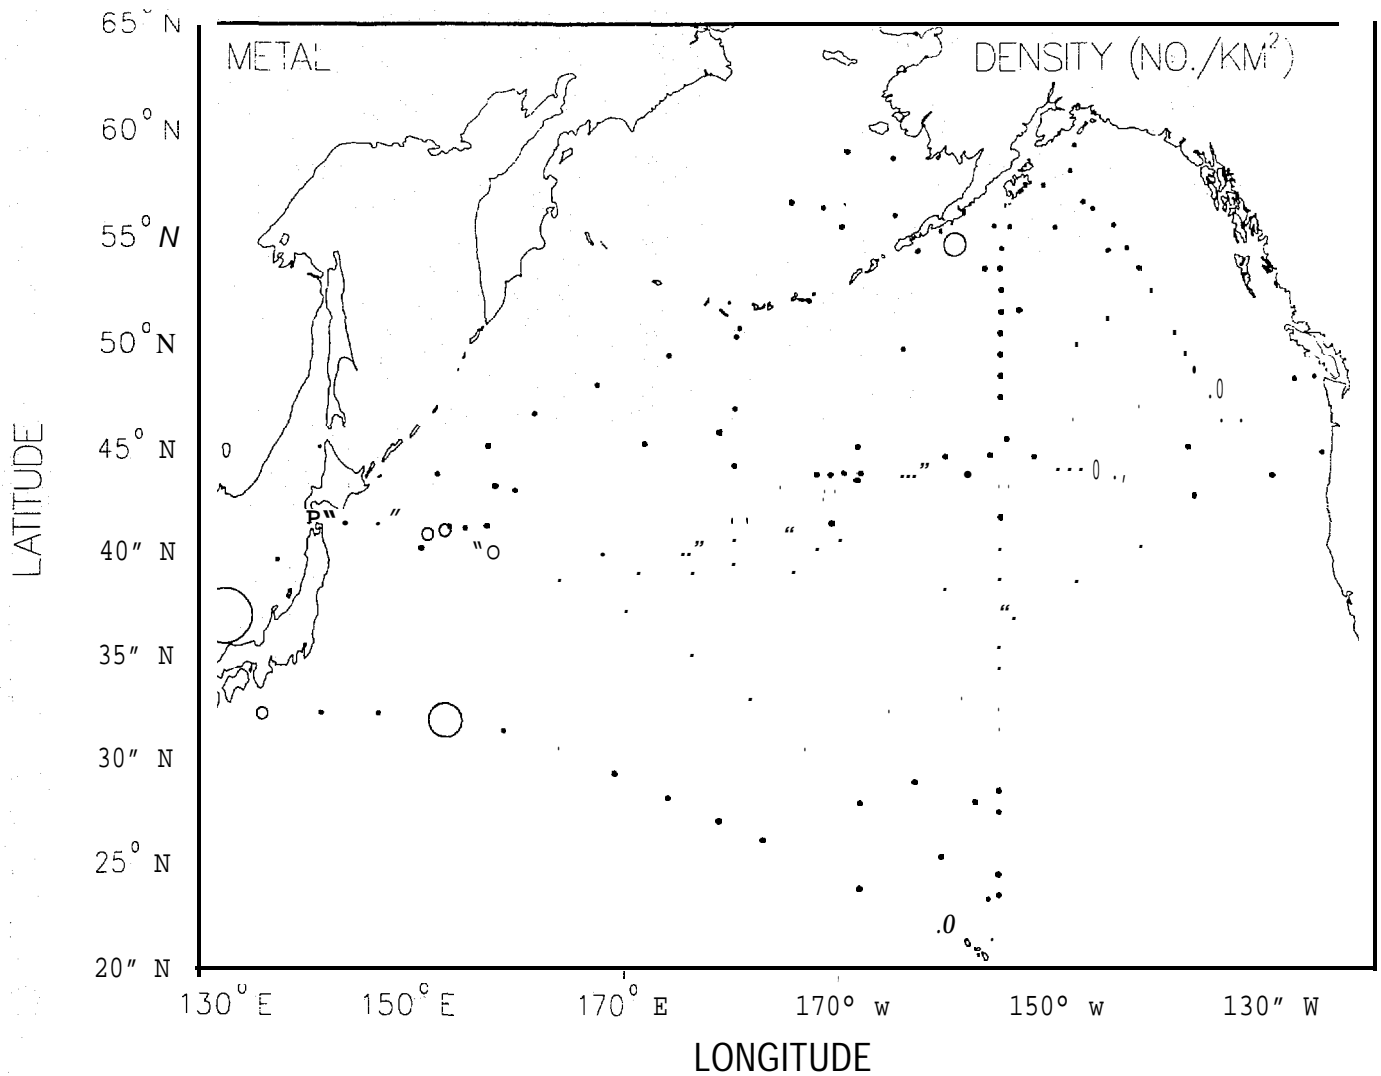 65° N
METAL DENSITY (NO./KM²)
60° N
55° N
50° N
45° N
40″ N
35″ N
30″ N
25° N
20″ N
LATITUDE
130° E 150° E 170° E 170° w 150° w 130″ W
LONGITUDE